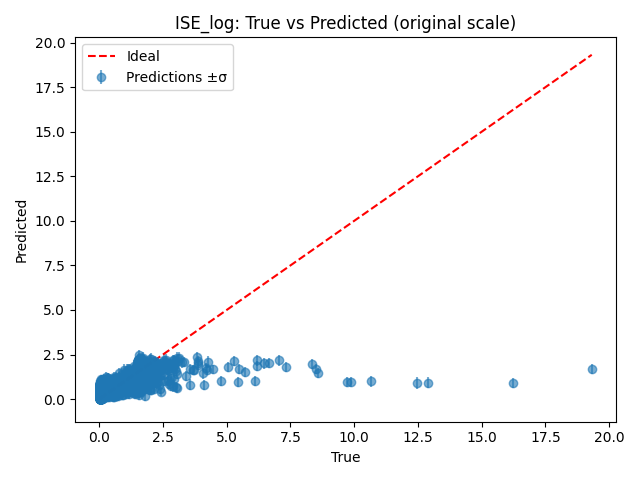 ISE_log: True vs Predicted (original scale)
Ideal
Predictions ±σ
20.0
17.5
15.0
12.5
10.0
7.5
5.0
2.5
0.0
Predicted
0.0 2.5 5.0 7.5 10.0 12.5 15.0 17.5 20.0
True